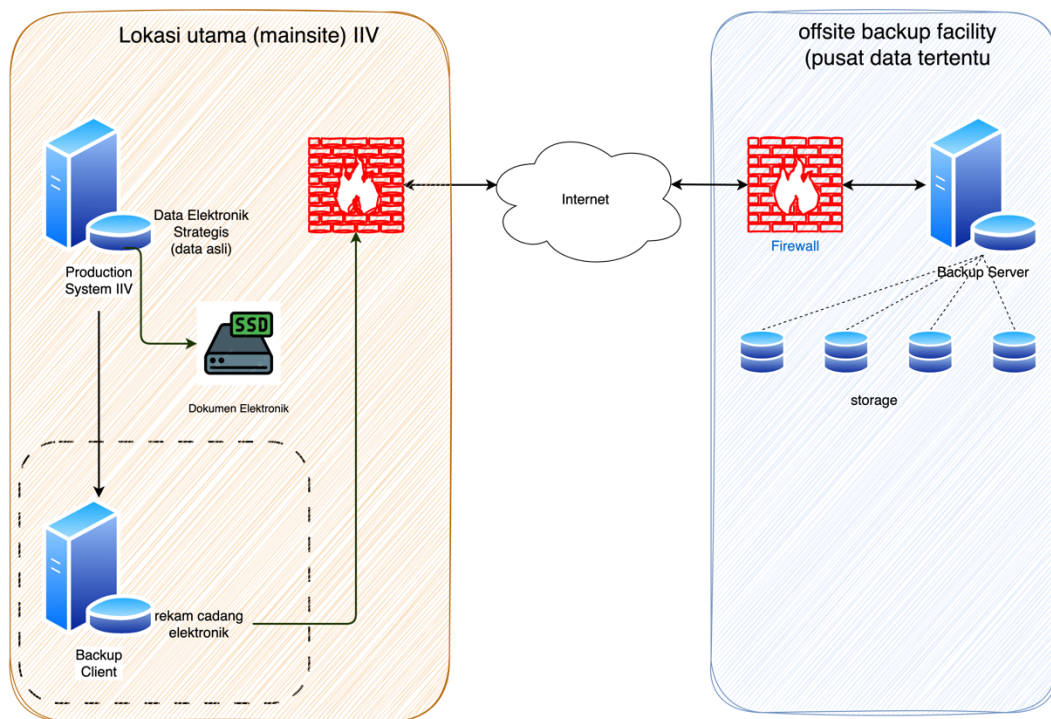 Lokasi utama (mainsite) IIV
offsite backup facility
(pusat data tertentu
Data Elektronik
Strategis
(data asli)
Production
System IIV
SSD
Dokumen Elektronik
Internet
Firewall
Backup Server
storage
rekam cadang
elektronik
Backup
Client